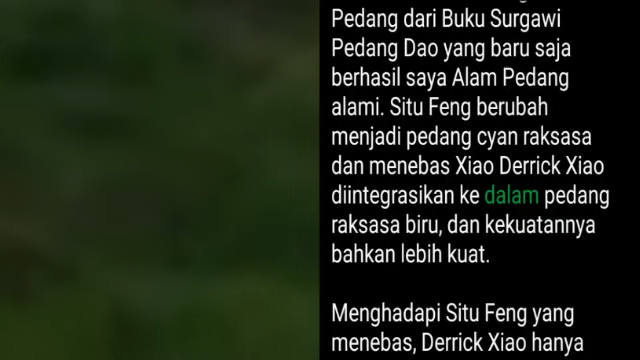 Pedang dari Buku Surgawi
Pedang Dao yang baru saja
berhasil saya Alam Pedang
alami. Situ Feng berubah
menjadi pedang cyan raksasa
dan menebas Xiao Derrick Xiao
diintegrasikan ke dalam pedang
raksasa biru, dan kekuatannya
bahkan lebih kuat.
Menghadapi Situ Feng yang
menebas, Derrick Xiao hanya